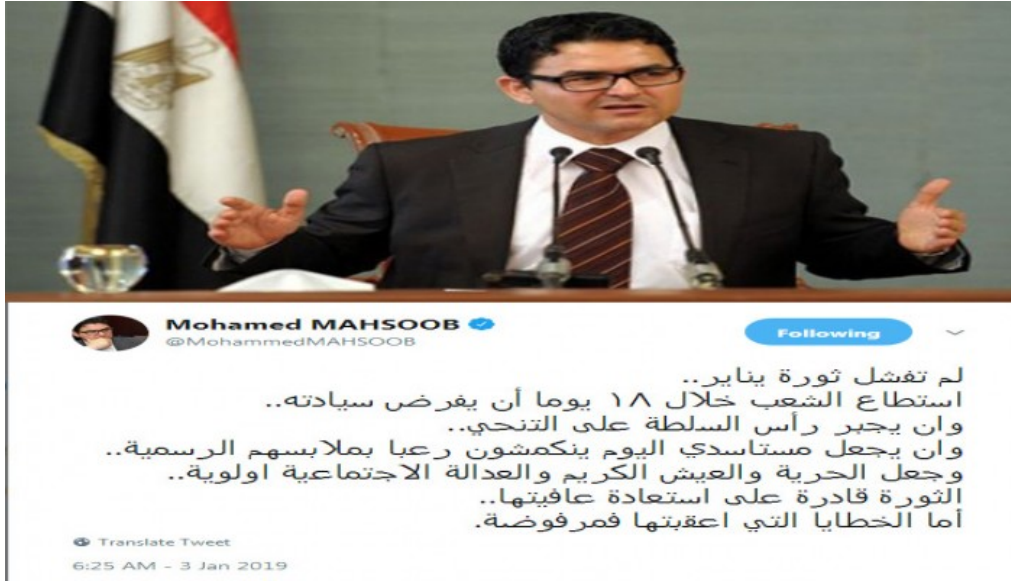 Mohamed MAHSOOB
@MohammedMAHSOOB
Following
لم تفشل ثورة يناير..
استطاع الشعب خلال ١٨ يوما أن يفرض سيادته..
وان يجبر رأس السلطة على التنحي..
وان يجعل مستاسدي اليوم ينكمشون رعبا بملابسهم الرسمية..
وجعل الحرية والعيش الكريم والعدالة الاجتماعية اولوية..
الثورة قادرة على استعادة عافيتها..
أما الخطايا التي اعقبتها فمرفوضة.
Translate Tweet
6:25 AM - 3 Jan 2019